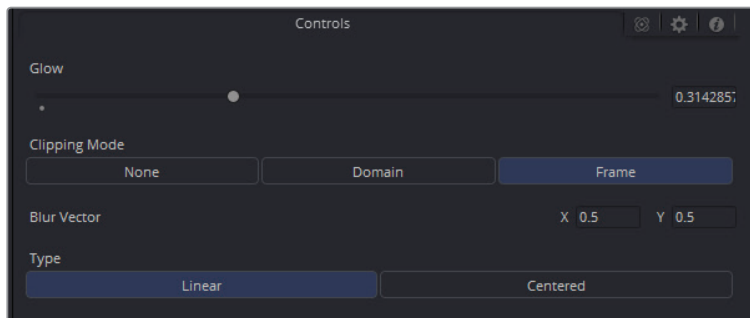 Controls
Glow
0.3142857
Clipping Mode
None Domain Frame
Blur Vector X 0.5 Y 0.5
Type
Linear Centered